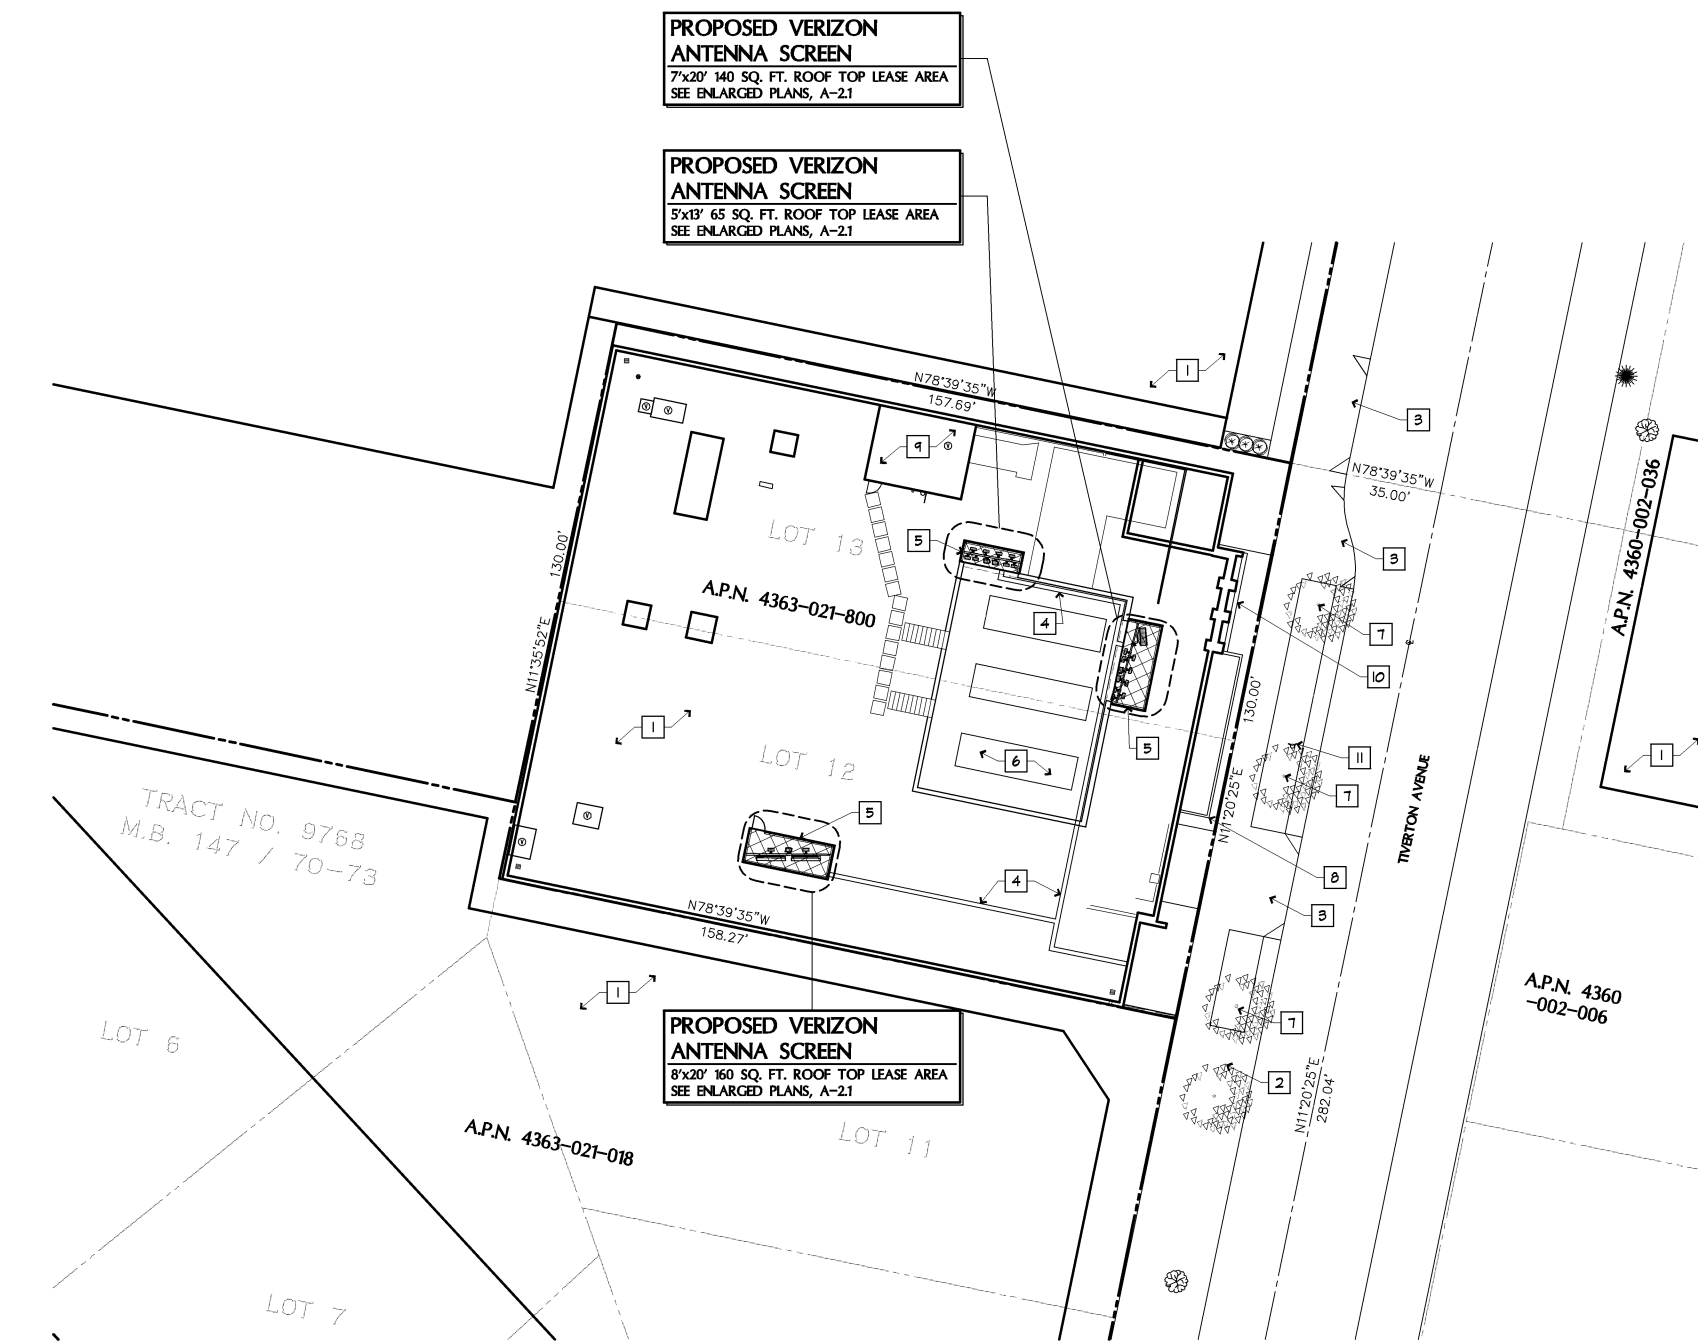 PROPOSED VERIZON
ANTENNA SCREEN
7'x20' 140 SQ. FT. ROOF TOP LEASE AREA
SEE ENLARGED PLANS, A-2.1
PROPOSED VERIZON
ANTENNA SCREEN
5'x13' 65 SQ. FT. ROOF TOP LEASE AREA
SEE ENLARGED PLANS, A-2.1
1
N78°39'35"W
157.69'
3
9
N78°39'35"W
35.00'
A.P.N. 4360-002-036
LOT 13
5
130.00'
3
A.P.N. 4363-021-800
4
7
10
N11°35'52"E
130.00'
1
5
11
1
LOT 12
6
7
TIVERTON AVENUE
N11°20'25"E
TRACT NO. 9768
M.B. 147 / 70-73
5
8
4
3
N78°39'35"W
158.27'
1
A.P.N. 4360
-002-006
7
LOT 6
PROPOSED VERIZON
ANTENNA SCREEN
8'x20' 160 SQ. FT. ROOF TOP LEASE AREA
SEE ENLARGED PLANS, A-2.1
2
N11°20'25"E
282.04'
A.P.N. 4363-021-018
LOT 11
LOT 7